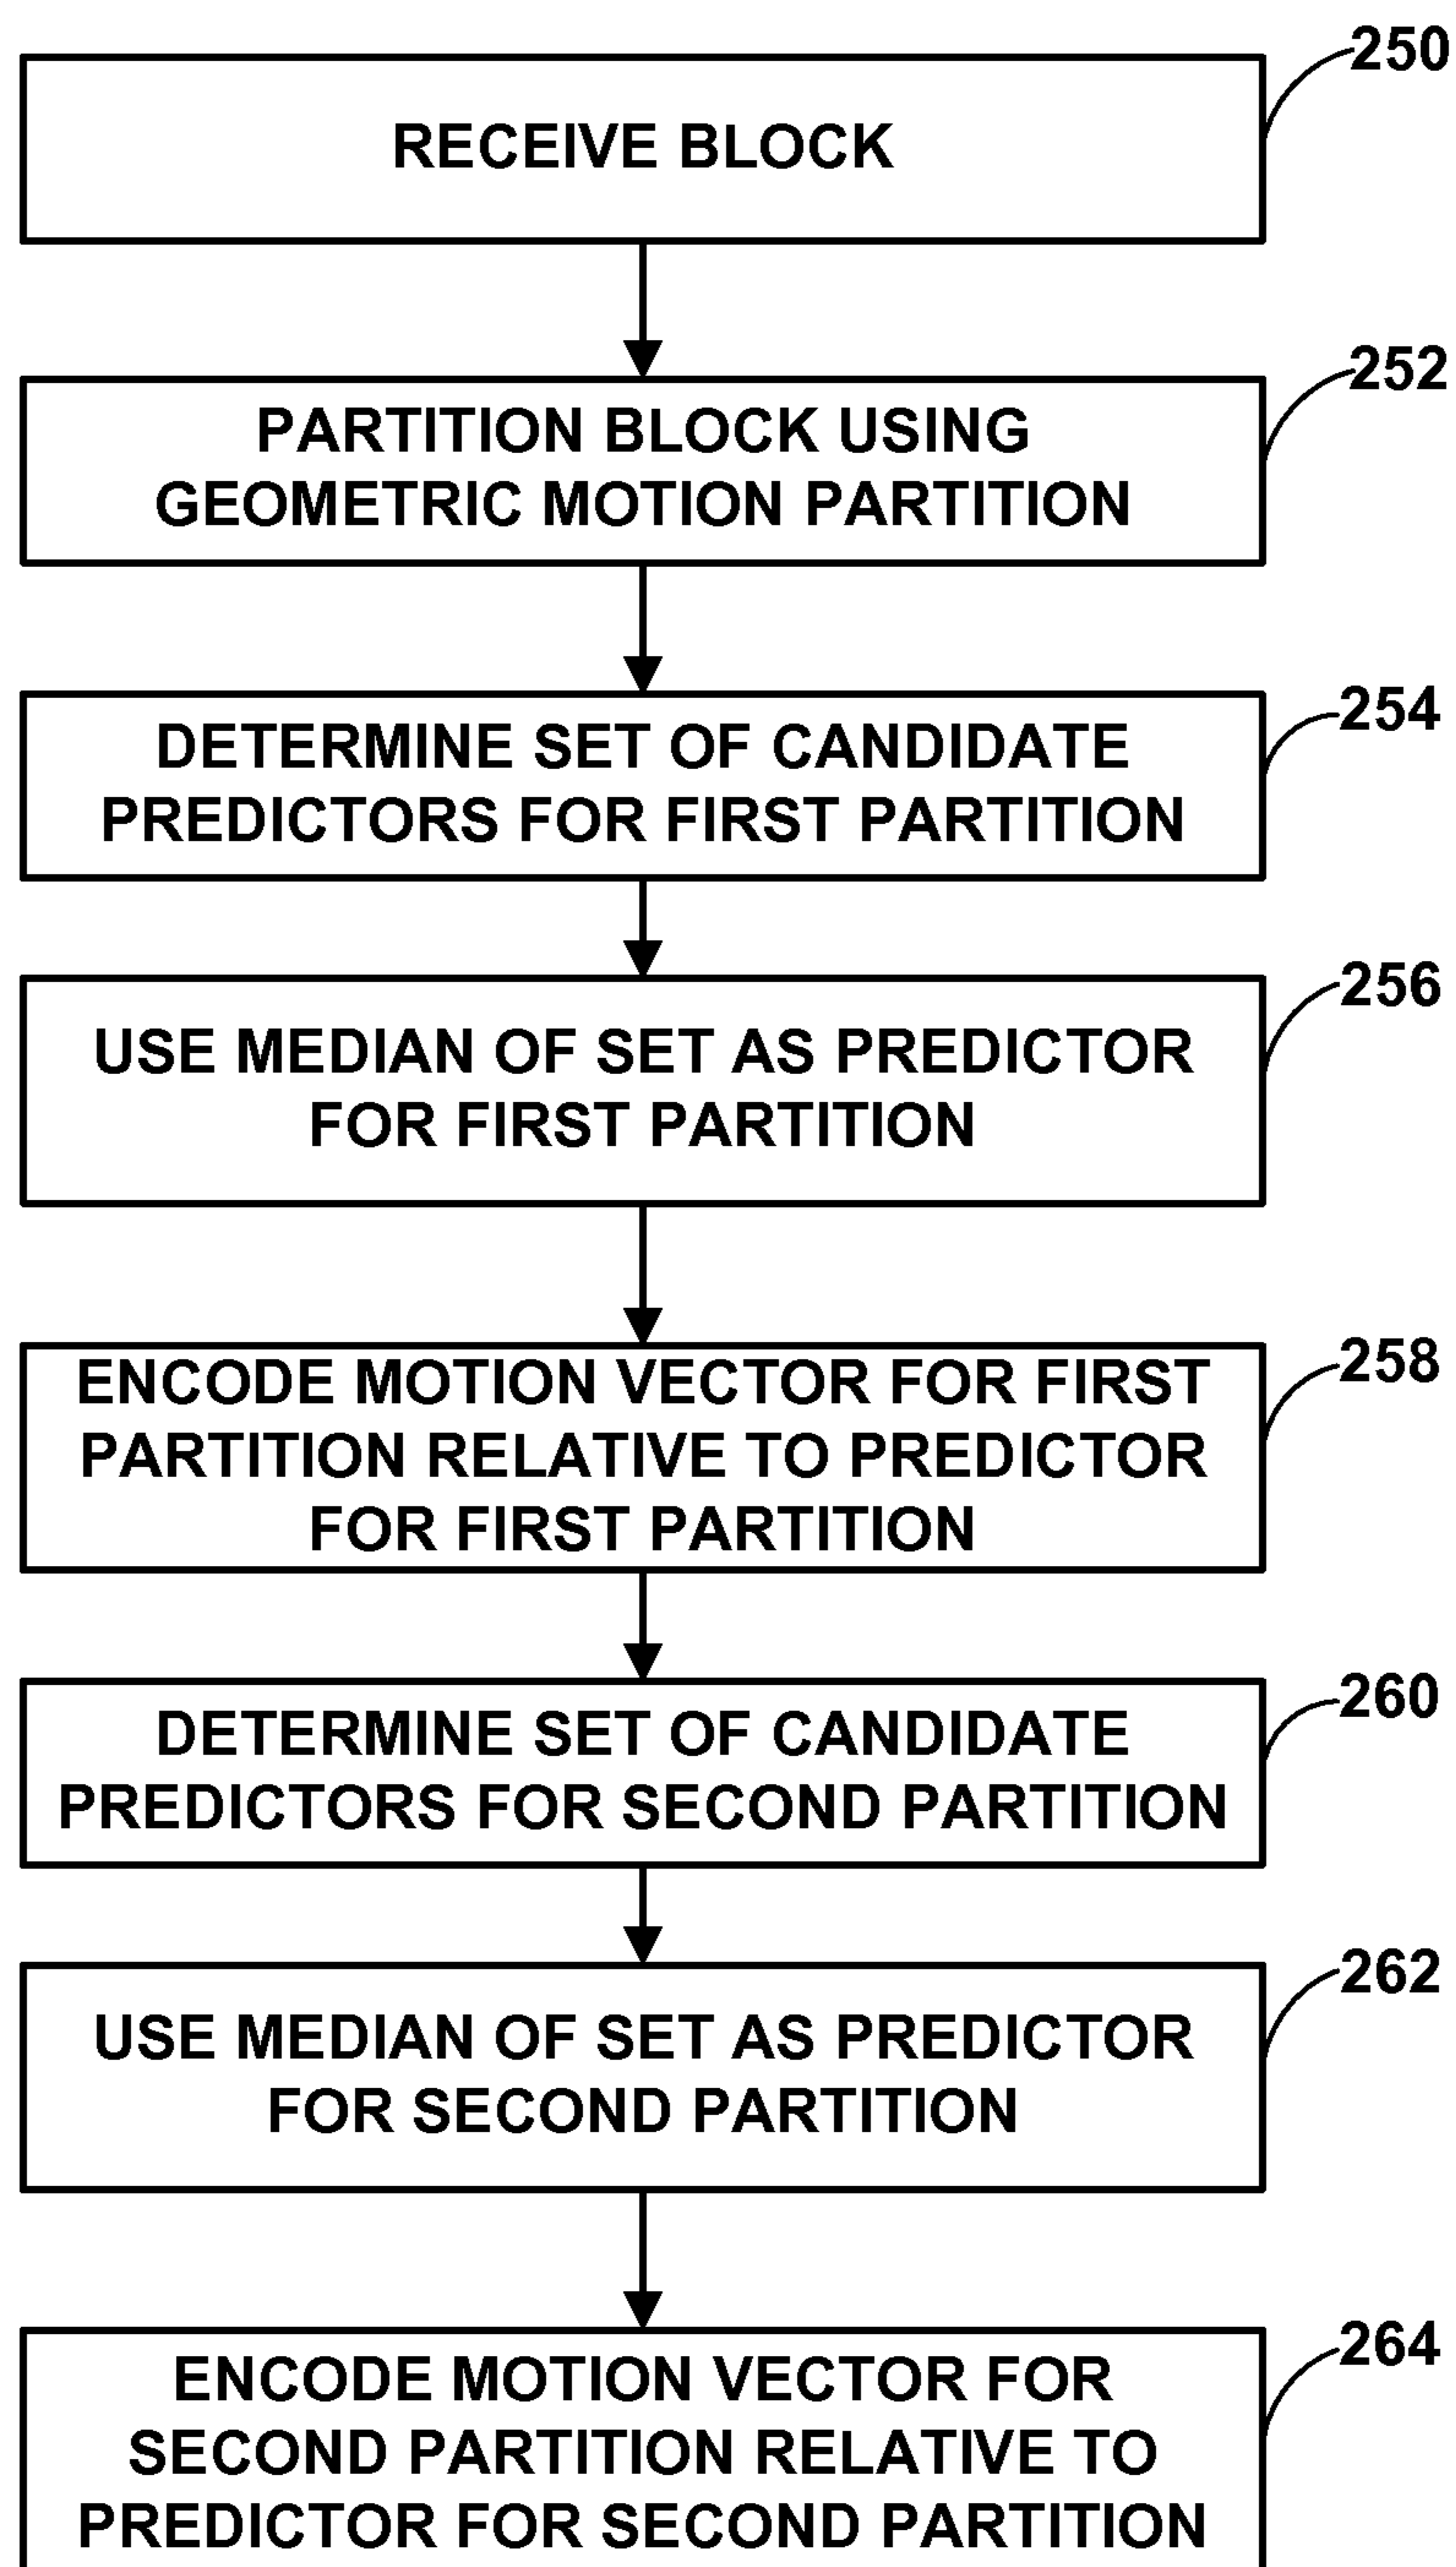 250
RECEIVE BLOCK
252
PARTITION BLOCK USING
GEOMETRIC MOTION PARTITION
254
DETERMINE SET OF CANDIDATE
PREDICTORS FOR FIRST PARTITION
256
USE MEDIAN OF SET AS PREDICTOR
FOR FIRST PARTITION
258
ENCODE MOTION VECTOR FOR FIRST
PARTITION RELATIVE TO PREDICTOR
FOR FIRST PARTITION
260
DETERMINE SET OF CANDIDATE
PREDICTORS FOR SECOND PARTITION
262
USE MEDIAN OF SET AS PREDICTOR
FOR SECOND PARTITION
264
ENCODE MOTION VECTOR FOR
SECOND PARTITION RELATIVE TO
PREDICTOR FOR SECOND PARTITION